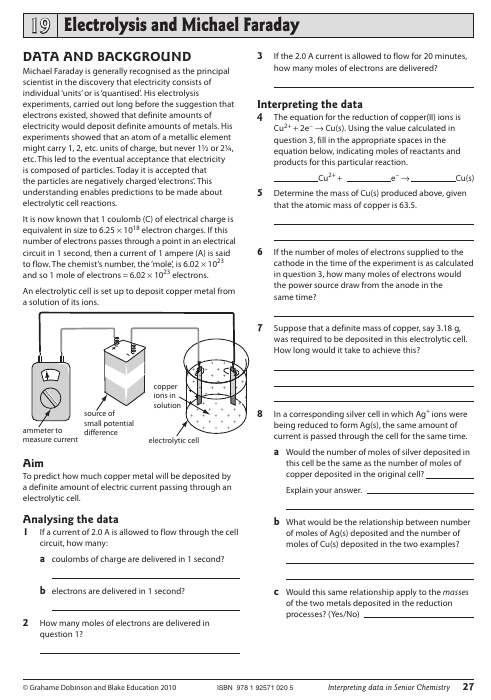 19 Electrolysis and Michael Faraday
DATA AND BACKGROUND
Michael Faraday is generally recognised as the principal
scientist in the discovery that electricity consists of
individual ‘units’ or is ‘quantised’. His electrolysis
experiments, carried out long before the suggestion that
electrons existed, showed that definite amounts of
electricity would deposit definite amounts of metals. His
experiments showed that an atom of a metallic element
might carry 1, 2, etc. units of charge, but never 1½ or 2¼,
etc. This led to the eventual acceptance that electricity
is composed of particles. Today it is accepted that
the particles are negatively charged ‘electrons’. This
understanding enables predictions to be made about
electrolytic cell reactions.
It is now known that 1 coulomb (C) of electrical charge is
equivalent in size to 6.25 × 10¹⁸ electron charges. If this
number of electrons passes through a point in an electrical
circuit in 1 second, then a current of 1 ampere (A) is said
to flow. The chemist’s number, the ‘mole’, is 6.02 × 10²³
and so 1 mole of electrons = 6.02 × 10²³ electrons.
An electrolytic cell is set up to deposit copper metal from
a solution of its ions.
copper
ions in
solution
source of
small potential
difference
ammeter to
measure current
electrolytic cell
Aim
To predict how much copper metal will be deposited by
a definite amount of electric current passing through an
electrolytic cell.
Analysing the data
1 If a current of 2.0 A is allowed to flow through the cell
circuit, how many:
a coulombs of charge are delivered in 1 second?
b electrons are delivered in 1 second?
2 How many moles of electrons are delivered in
question 1?
3 If the 2.0 A current is allowed to flow for 20 minutes,
how many moles of electrons are delivered?
Interpreting the data
4 The equation for the reduction of copper(II) ions is
Cu²⁺ + 2e⁻ → Cu(s). Using the value calculated in
question 3, fill in the appropriate spaces in the
equation below, indicating moles of reactants and
products for this particular reaction.
________Cu²⁺ + ________e⁻ → ________Cu(s)
5 Determine the mass of Cu(s) produced above, given
that the atomic mass of copper is 63.5.
6 If the number of moles of electrons supplied to the
cathode in the time of the experiment is as calculated
in question 3, how many moles of electrons would
the power source draw from the anode in the
same time?
7 Suppose that a definite mass of copper, say 3.18 g,
was required to be deposited in this electrolytic cell.
How long would it take to achieve this?
8 In a corresponding silver cell in which Ag⁺ ions were
being reduced to form Ag(s), the same amount of
current is passed through the cell for the same time.
a Would the number of moles of silver deposited in
this cell be the same as the number of moles of
copper deposited in the original cell? ________
Explain your answer. ________
b What would be the relationship between number
of moles of Ag(s) deposited and the number of
moles of Cu(s) deposited in the two examples?
c Would this same relationship apply to the masses
of the two metals deposited in the reduction
processes? (Yes/No) ________
© Grahame Dobinson and Blake Education 2010 ISBN 978 1 92571 020 5 Interpreting data in Senior Chemistry 27